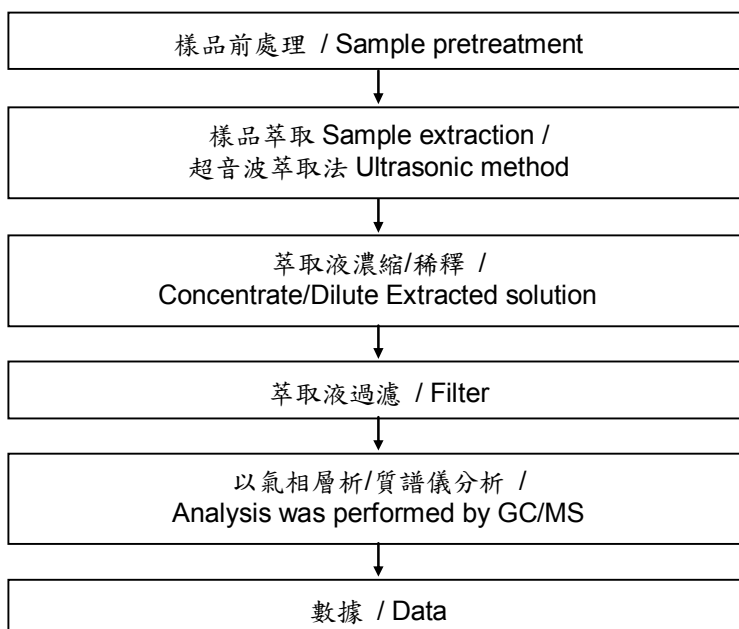 樣品前處理 / Sample pretreatment
樣品萃取 Sample extraction /
超音波萃取法 Ultrasonic method
萃取液濃縮/稀釋 /
Concentrate/Dilute Extracted solution
萃取液過濾 / Filter
以氣相層析/質譜儀分析 /
Analysis was performed by GC/MS
數據 / Data